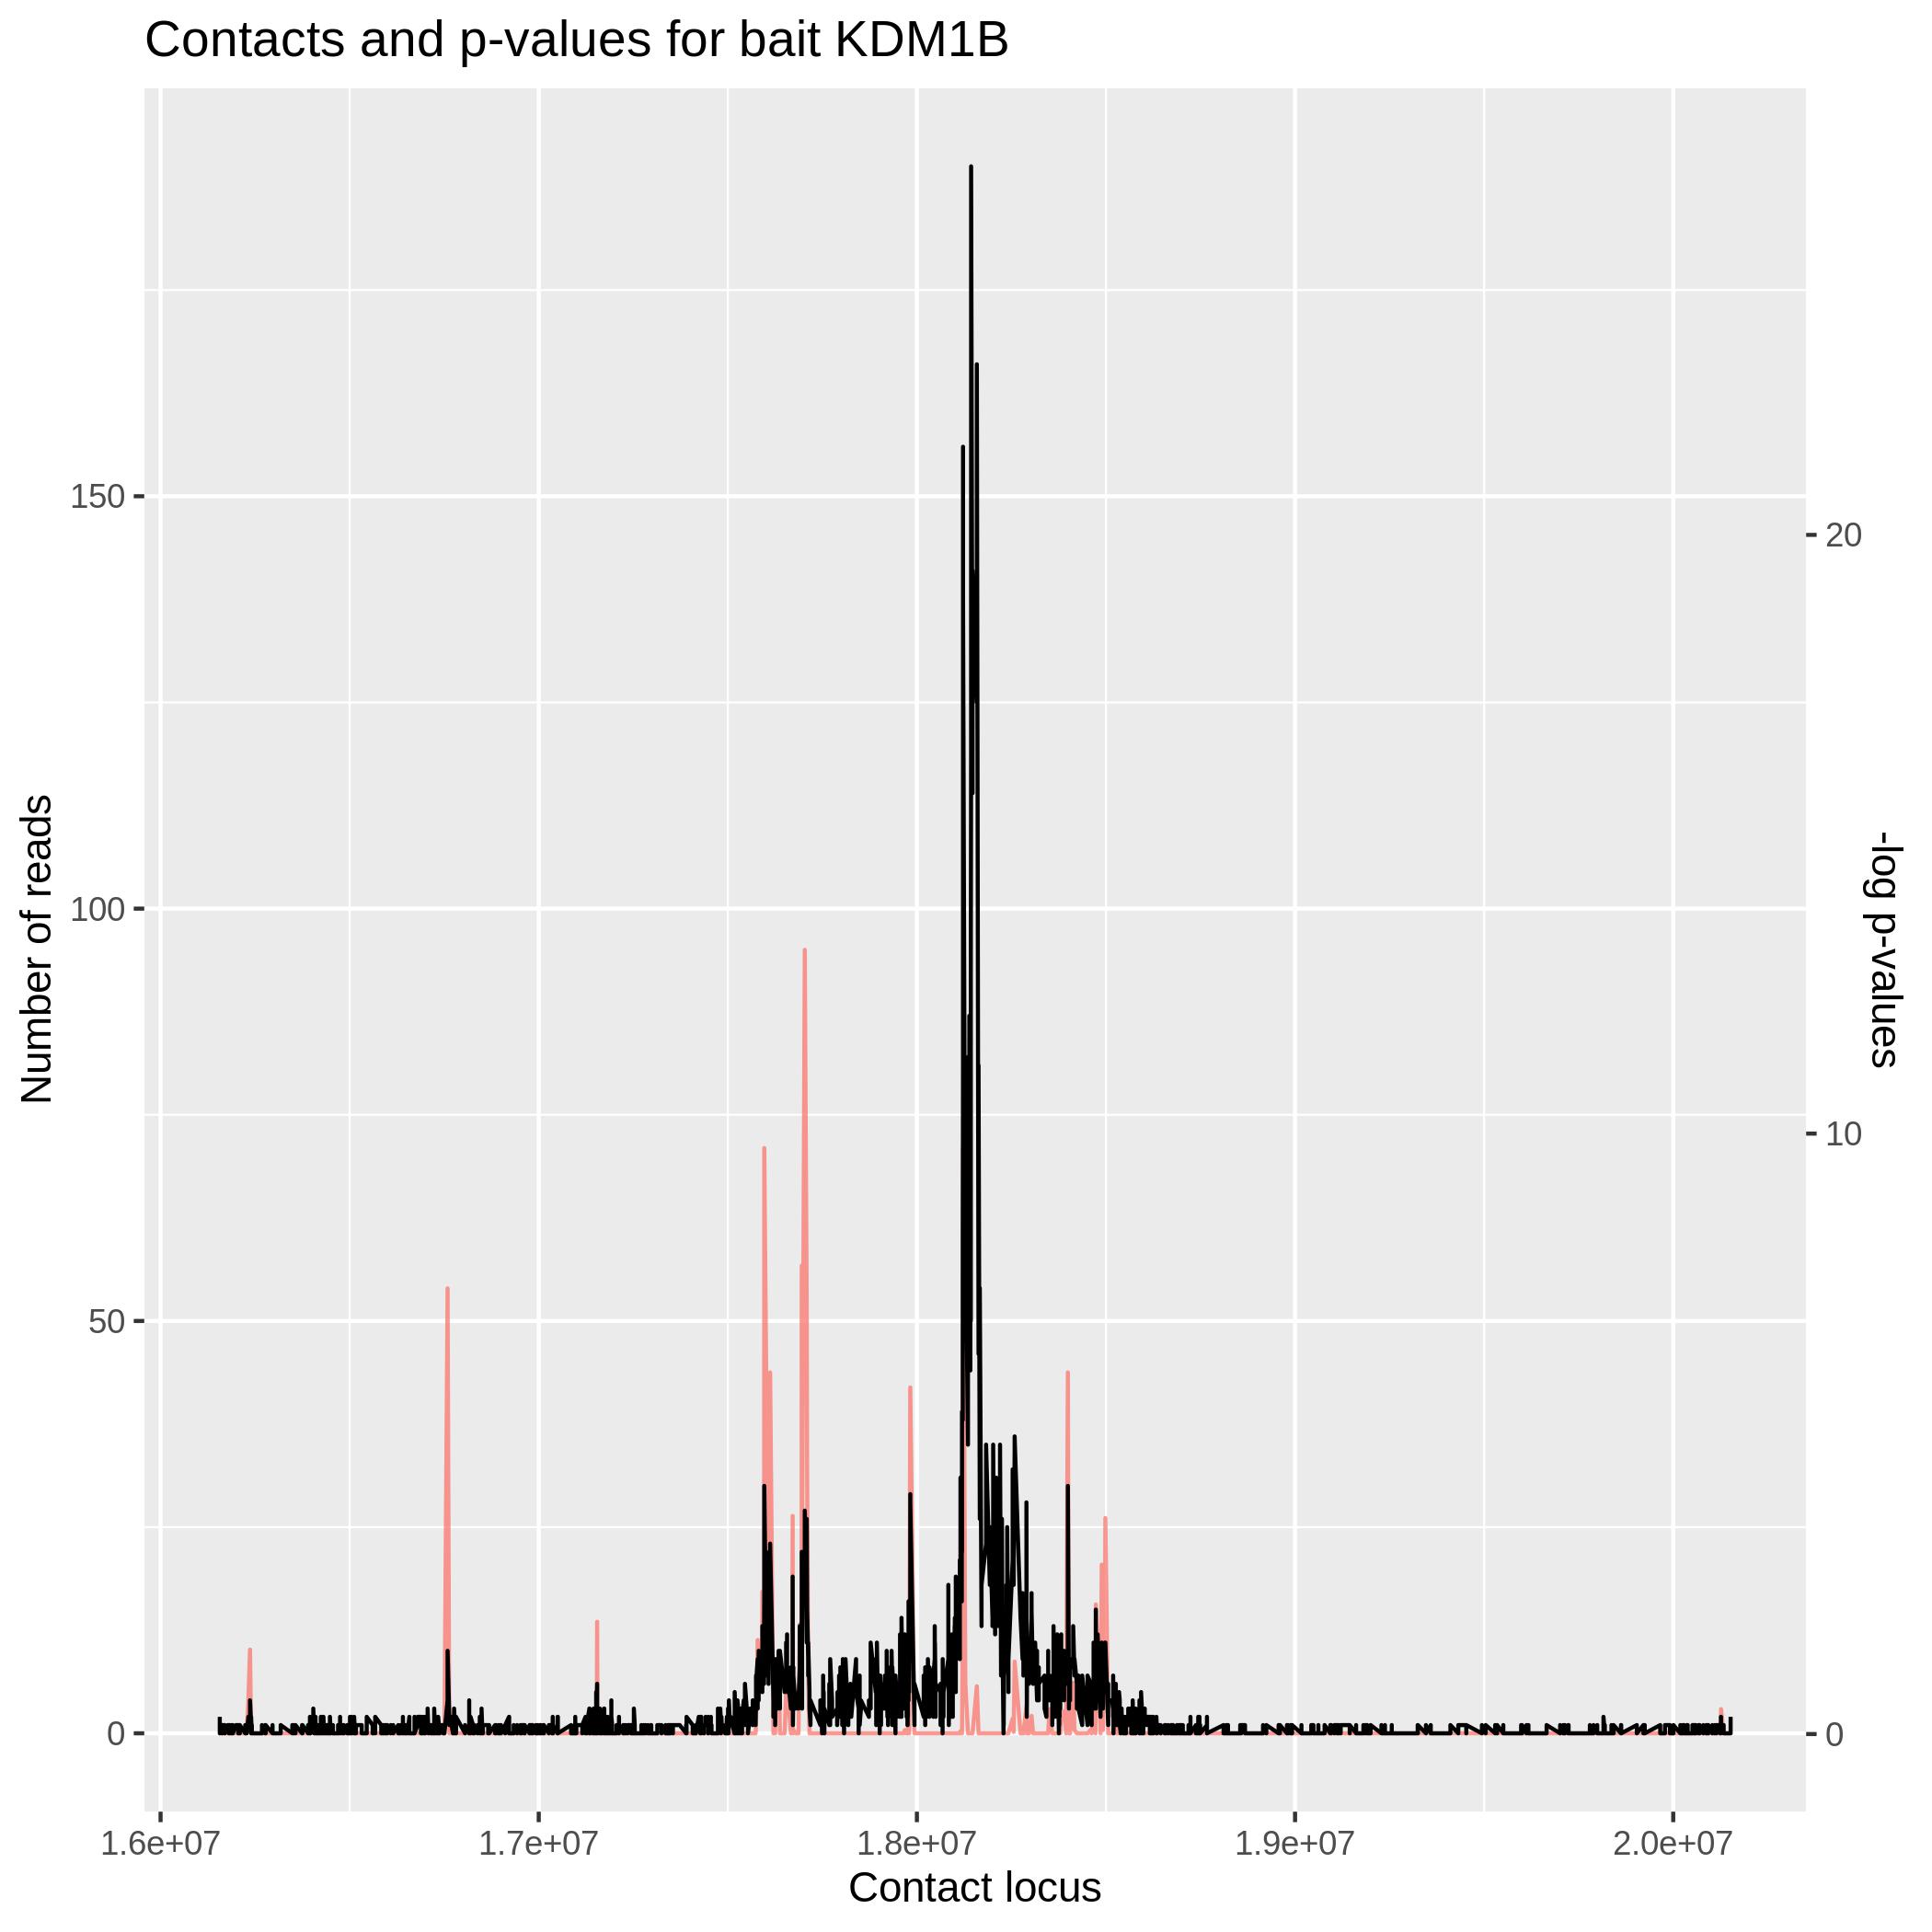 Contacts and p-values for bait KDM1B
Number of reads
150
100
50
0
20
10
0
-log p-values
1.6e+07
1.7e+07
1.8e+07
1.9e+07
2.0e+07
Contact locus